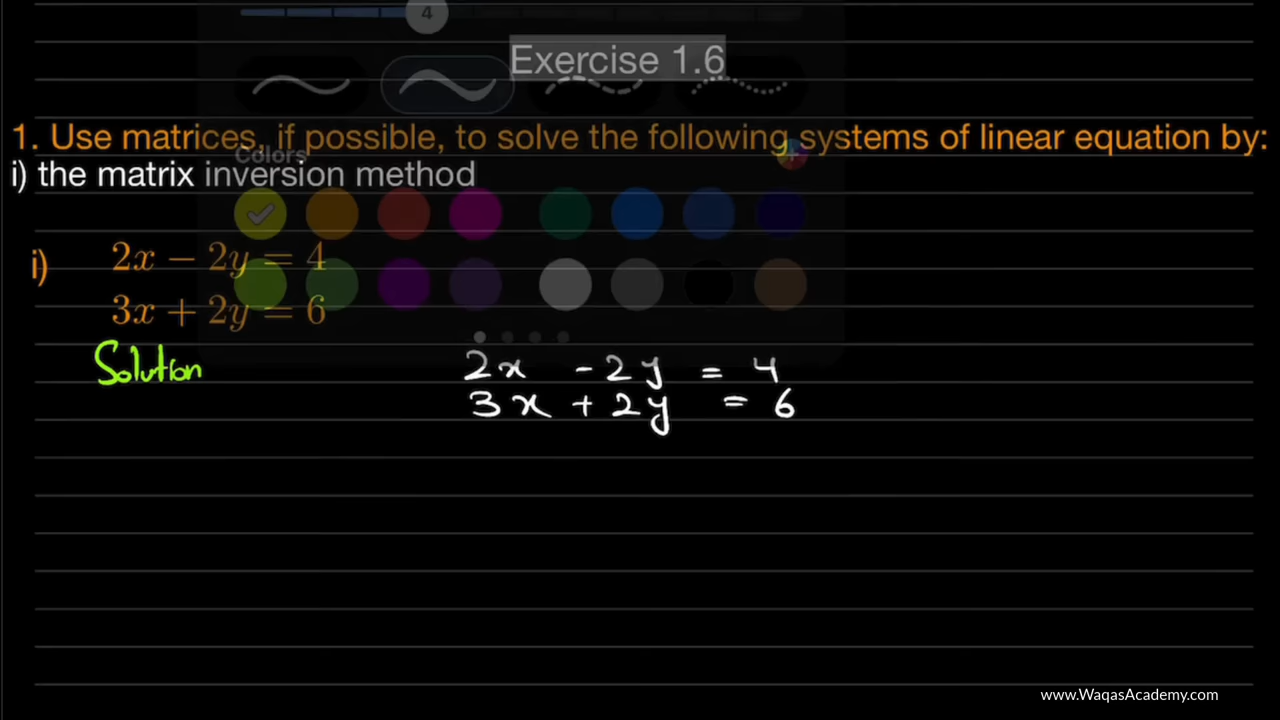 4
Exercise 1.6
1. Use matrices, if possible, to solve the following systems of linear equation by:
Colors
i) the matrix inversion method
i) 2x − 2y = 4
3x + 2y = 6
Solution
2x - 2y = 4
3x + 2y = 6
www.WaqasAcademy.com